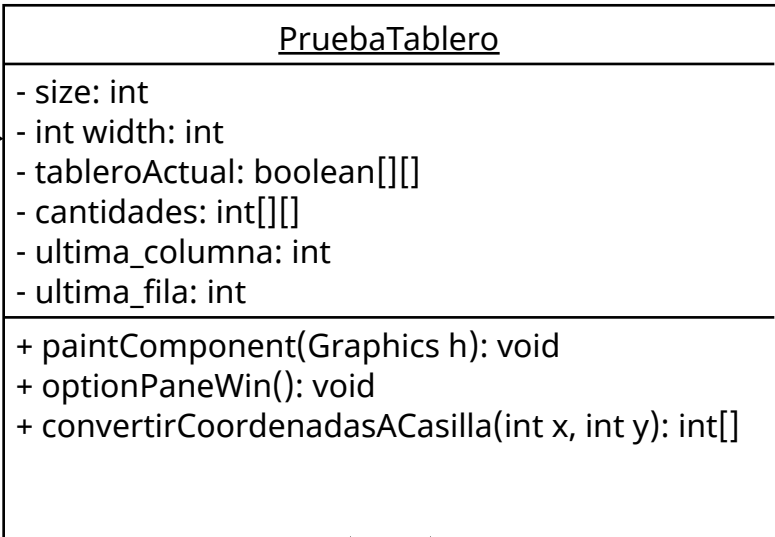 PruebaTablero
- size: int
- int width: int
- tableroActual: boolean[][]
- cantidades: int[][]
- ultima_columna: int
- ultima_fila: int
+ paintComponent(Graphics h): void
+ optionPaneWin(): void
+ convertirCoordenadasACasilla(int x, int y): int[]